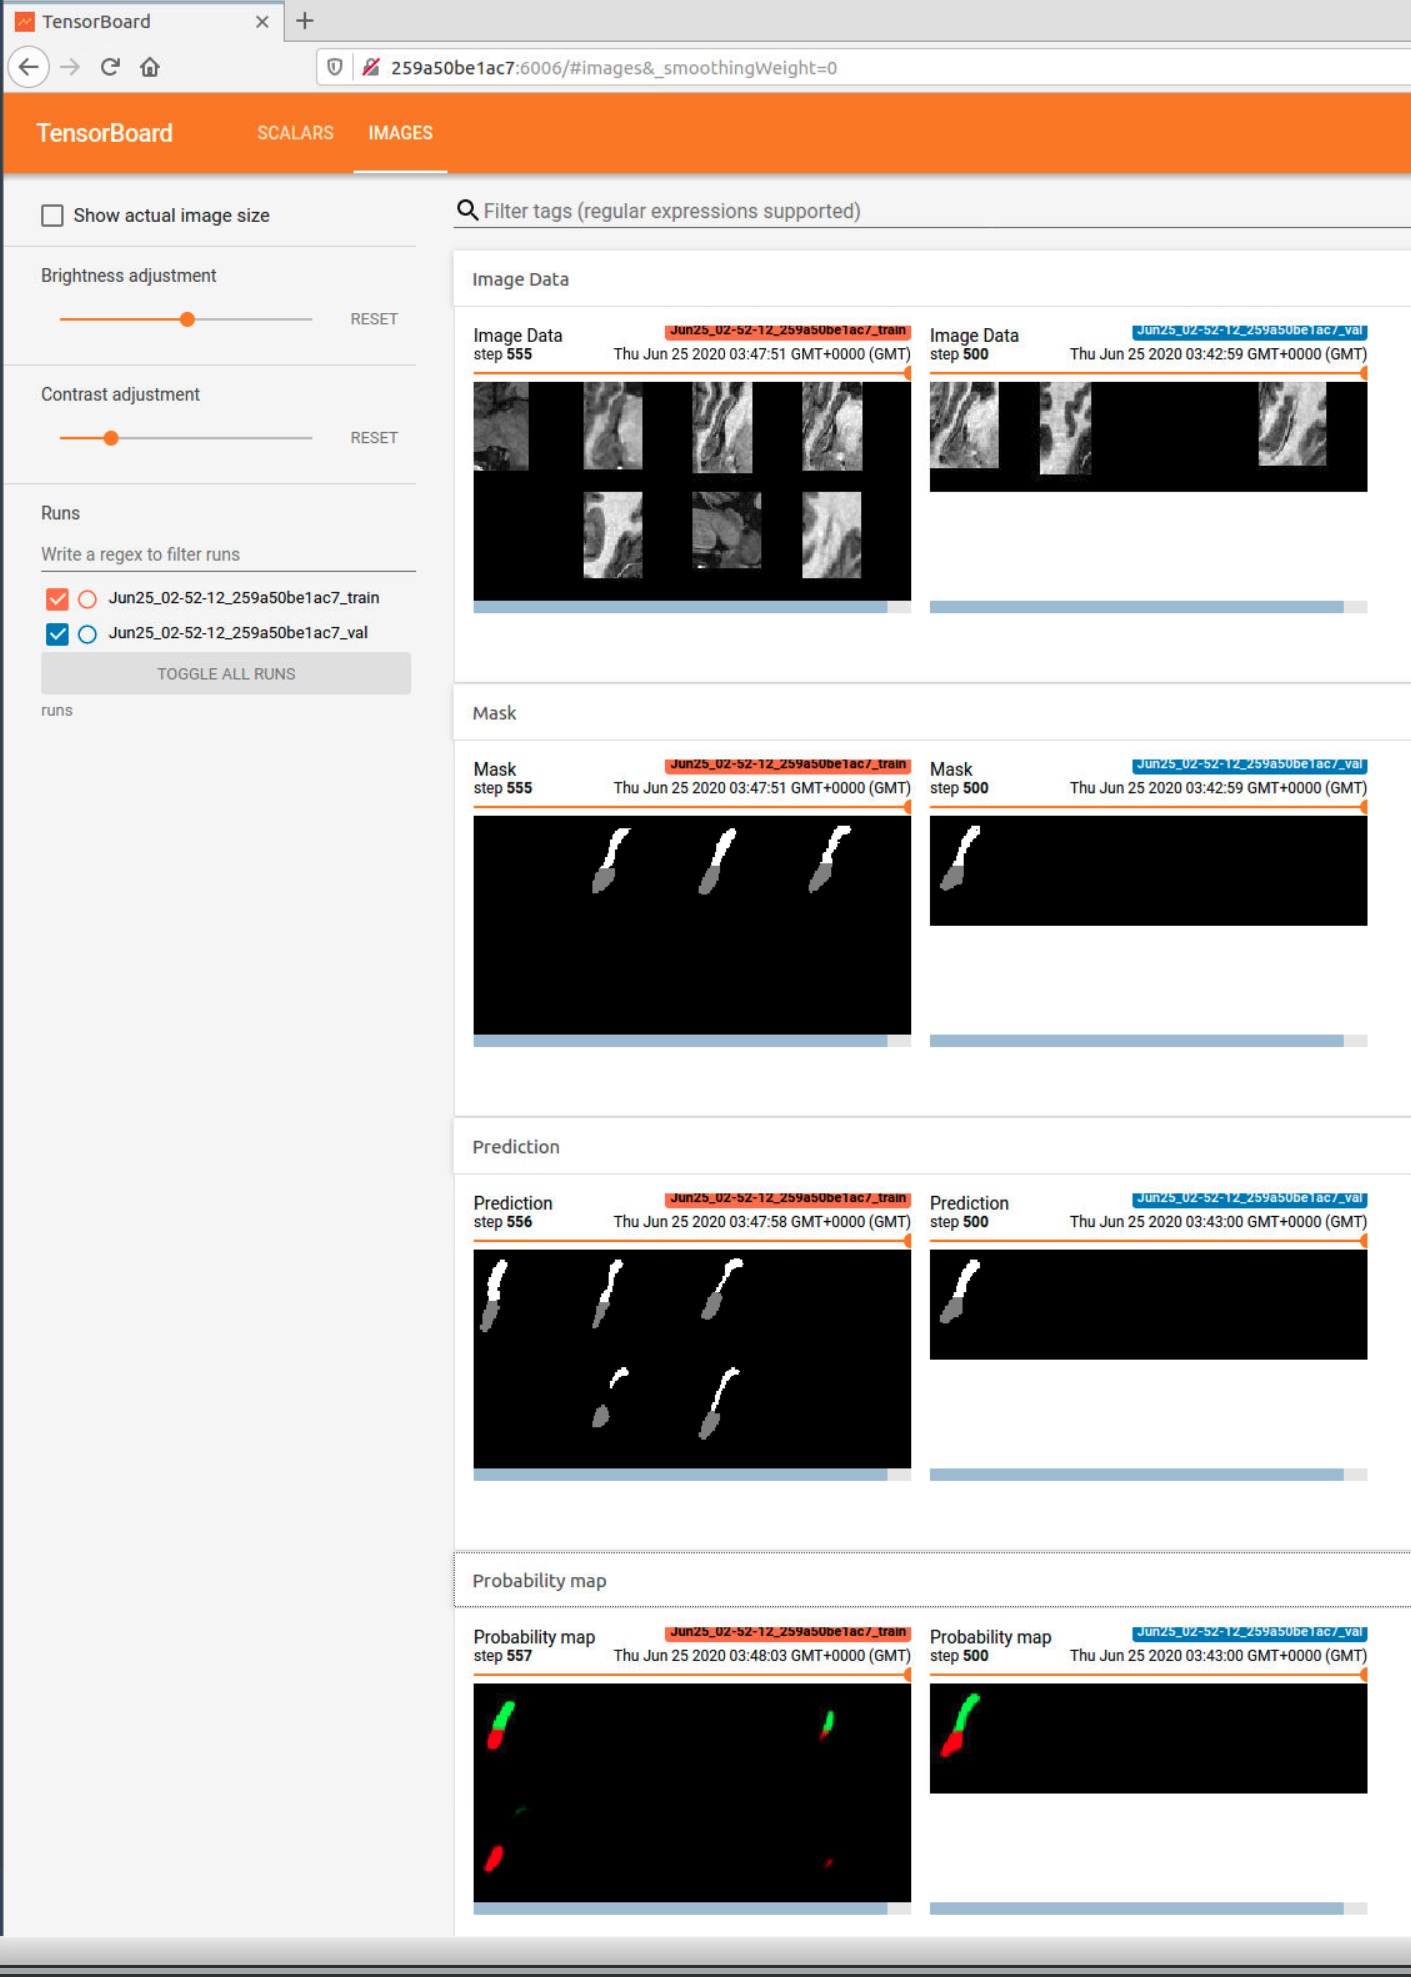 TensorBoard
259a50be1ac7:6006/#images&_smoothingWeight=0
TensorBoard SCALARS IMAGES
Show actual image size
Filter tags (regular expressions supported)
Brightness adjustment
RESET
Contrast adjustment
RESET
Runs
Write a regex to filter runs
Jun25_02-52-12_259a50be1ac7_train
Jun25_02-52-12_259a50be1ac7_val
TOGGLE ALL RUNS
runs
Image Data
Image Data Jun25_02-52-12_259a50be1ac7_train
step 555 Thu Jun 25 2020 03:47:51 GMT+0000 (GMT)
Image Data Jun25_02-52-12_259a50be1ac7_val
step 500 Thu Jun 25 2020 03:42:59 GMT+0000 (GMT)
Mask
Mask Jun25_02-52-12_259a50be1ac7_train
step 555 Thu Jun 25 2020 03:47:51 GMT+0000 (GMT)
Mask Jun25_02-52-12_259a50be1ac7_val
step 500 Thu Jun 25 2020 03:42:59 GMT+0000 (GMT)
Prediction
Prediction Jun25_02-52-12_259a50be1ac7_train
step 556 Thu Jun 25 2020 03:47:58 GMT+0000 (GMT)
Prediction Jun25_02-52-12_259a50be1ac7_val
step 500 Thu Jun 25 2020 03:43:00 GMT+0000 (GMT)
Probability map
Probability map Jun25_02-52-12_259a50be1ac7_train
step 557 Thu Jun 25 2020 03:48:03 GMT+0000 (GMT)
Probability map Jun25_02-52-12_259a50be1ac7_val
step 500 Thu Jun 25 2020 03:43:00 GMT+0000 (GMT)